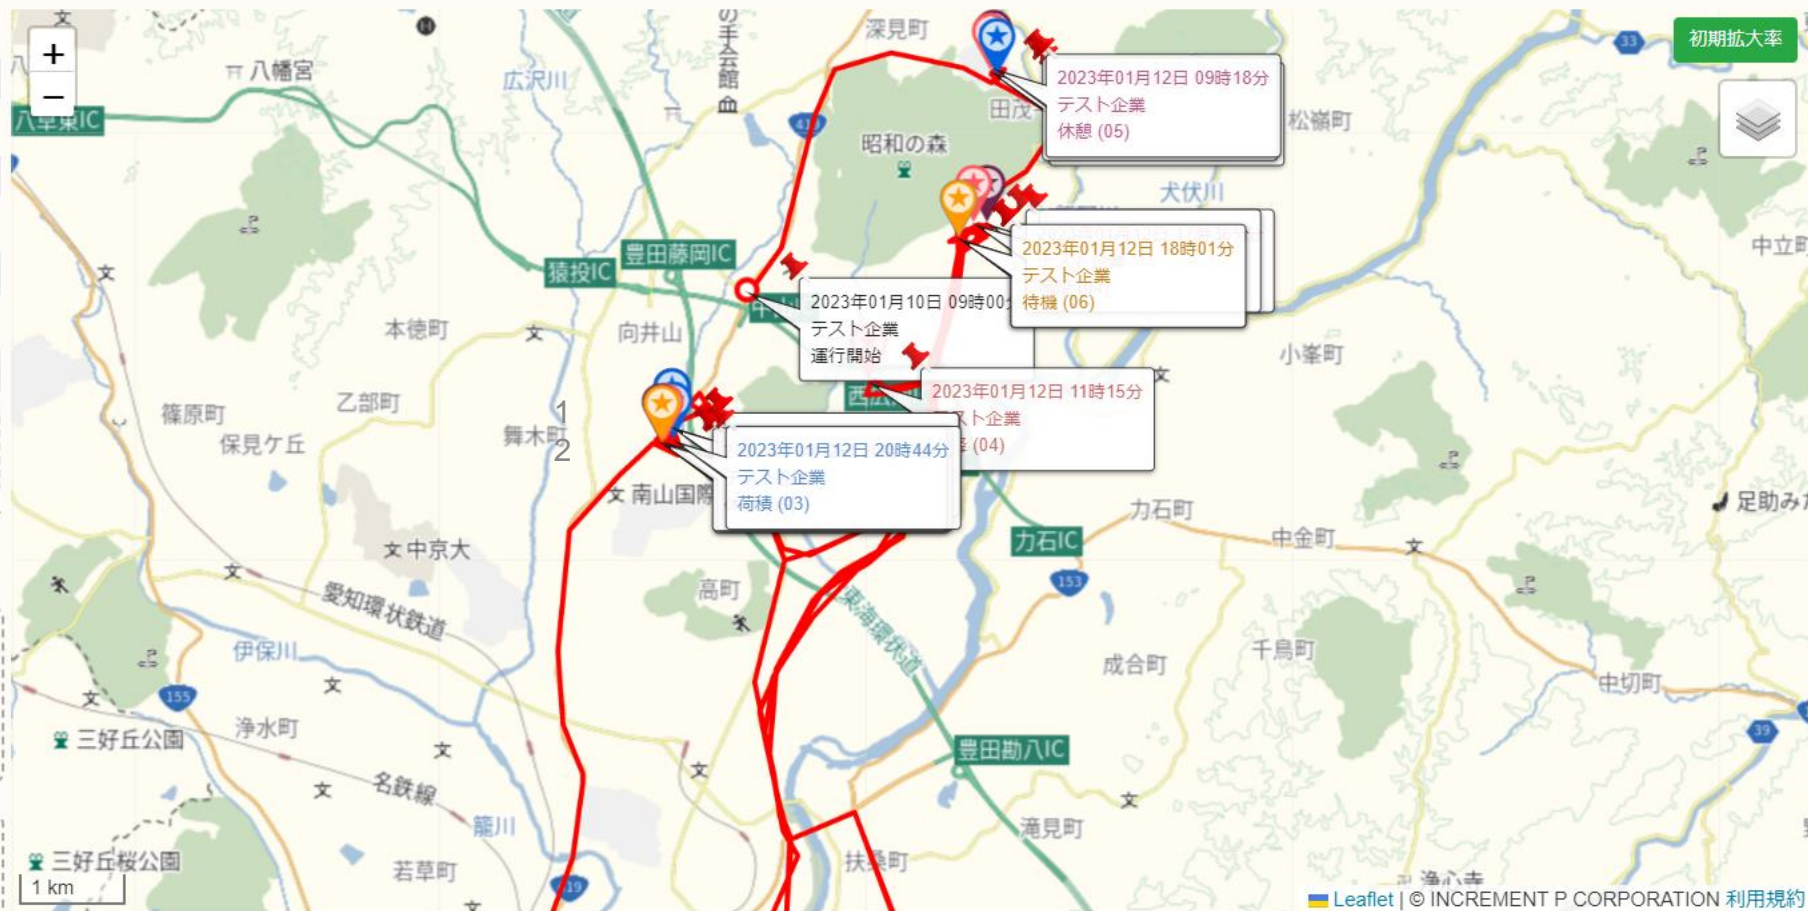 深見町
33
初期拡大率
+
−
八幡宮
の手会館
広沢川
八草東IC
2023年01月12日 09時18分
テスト企業
休憩 (05)
田茂
松嶺町
昭和の森
犬伏川
2023年01月12日 18時01分
テスト企業
待機 (06)
中立町
豊田藤岡IC
猿投IC
2023年01月10日 09時00
テスト企業
運行開始
本徳町
向井山
小峯町
2023年01月12日 11時15分
スト企業
(04)
篠原町
乙部町
1
2
舞木町
保見ケ丘
2023年01月12日 20時44分
テスト企業
荷積 (03)
南山国際
力石町
足助み
中京大
力石IC
中金町
153
愛知環状鉄道
高町
東海環状道
伊保川
成合町
千鳥町
155
中切町
浄水町
三好丘公園
豊田勘八IC
39
名鉄線
籠川
滝見町
三好丘桜公園
若草町
扶桑町
1 km
19
浄心寺
Leaflet | © INCREMENT P CORPORATION 利用規約